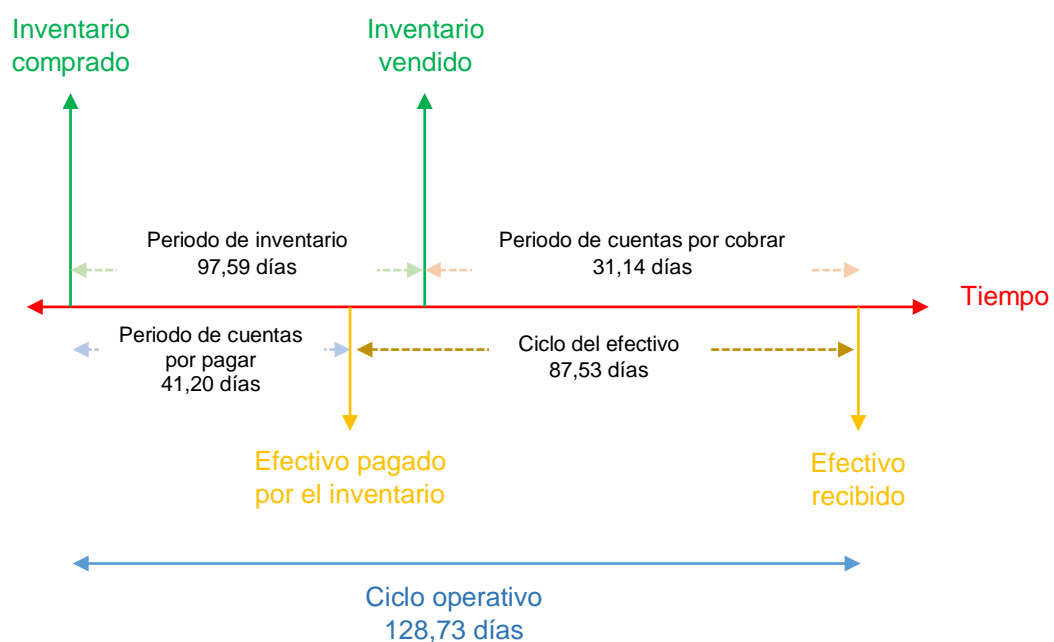 Inventario
comprado
Inventario
vendido
Periodo de inventario
97,59 días
Periodo de cuentas por cobrar
31,14 días
Tiempo
Periodo de cuentas
por pagar
41,20 días
Ciclo del efectivo
87,53 días
Efectivo pagado
por el inventario
Efectivo
recibido
Ciclo operativo
128,73 días